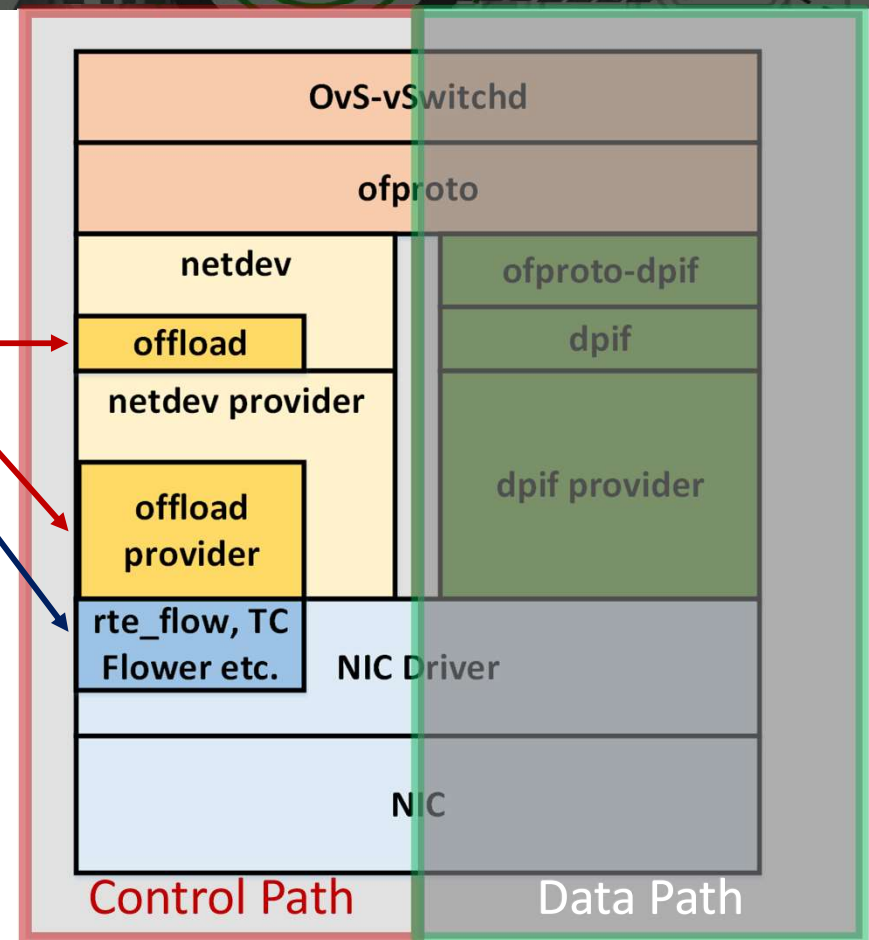 OvS-vSwitchd
ofproto
netdev
offload
netdev provider
offload
provider
rte_flow, TC
Flower etc.
ofproto-dpif
dpif
dpif provider
NIC Driver
NIC
Control Path
Data Path